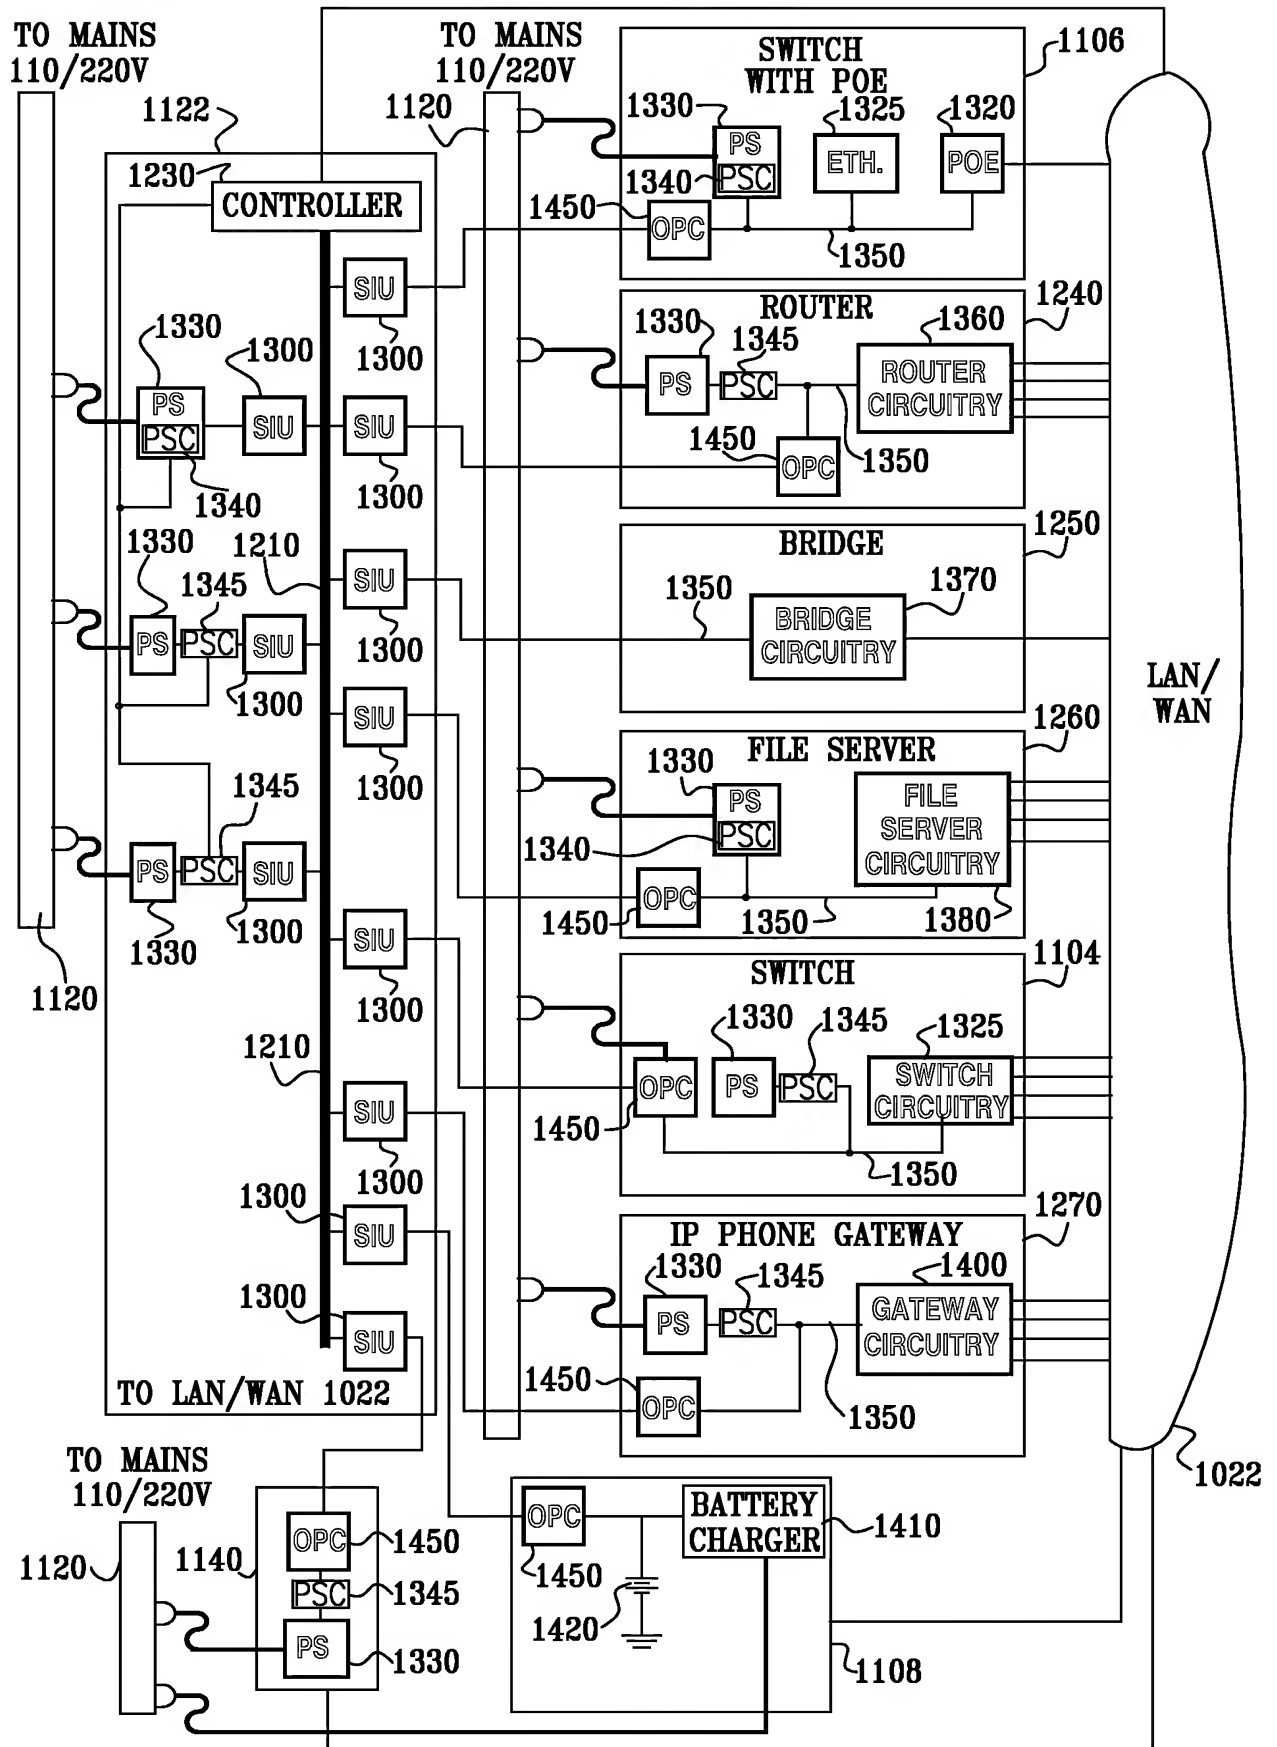 TO MAINS
110/220V
TO MAINS
110/220V
SWITCH
WITH POE
1106
1122
1120
1330
1325
1320
1230
PS
ETH.
POE
1340
PSC
CONTROLLER
1450
OPC
1350
SIU
1300
ROUTER
1240
1330
1300
1330
1345
1360
PS
PSC
ROUTER
CIRCUITRY
PS
PSC
SIU
SIU
1450
OPC
1350
1340
1300
1330
1210
BRIDGE
1250
1345
SIU
1350
1370
BRIDGE
CIRCUITRY
PS
PSC
SIU
1300
1300
LAN/
WAN
SIU
1300
FILE SERVER
1260
1345
1330
PS
PSC
FILE
SERVER
CIRCUITRY
1340
PS
PSC
SIU
OPC
1330
1300
1450
1350
1380
SIU
1120
1300
SWITCH
1104
1330
1345
1325
1210
OPC
PS
PSC
SWITCH
CIRCUITRY
SIU
1450
1300
1350
1300
SIU
IP PHONE GATEWAY
1270
1330
1345
1400
1300
SIU
PS
PSC
GATEWAY
CIRCUITRY
1450
OPC
1350
TO LAN/WAN 1022
TO MAINS
110/220V
1022
OPC
BATTERY
CHARGER
1410
OPC
1450
1120
1140
1450
PSC
1345
1420
PS
1330
1108